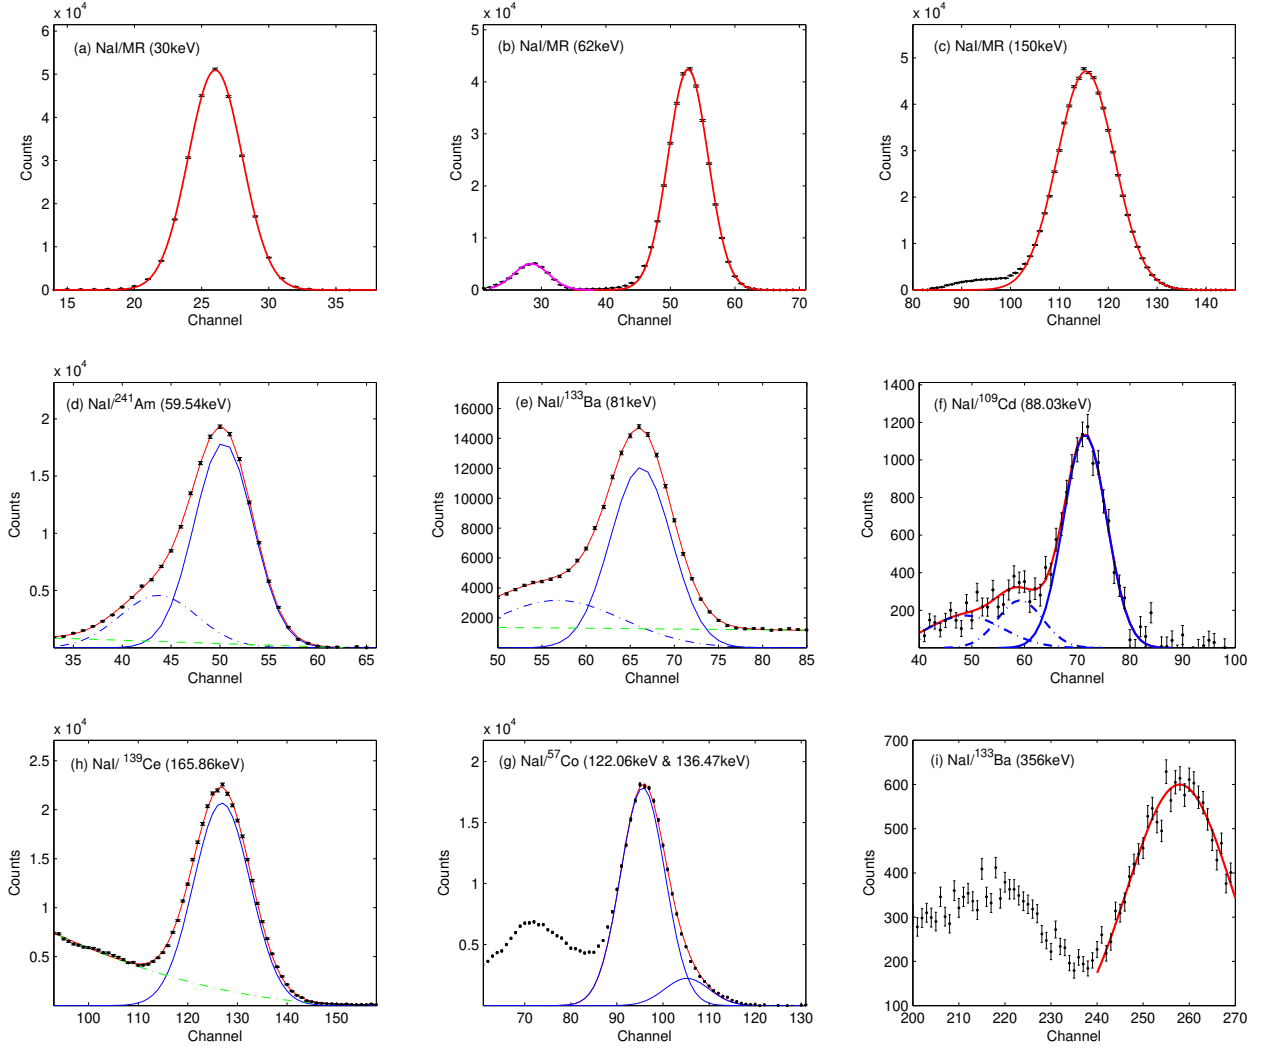 x 10^4 x 10^4 x 10^4
(a) NaI/MR (30keV)
6
5
4
3
2
1
0
15 20 25 30 35
Counts
Channel
(b) NaI/MR (62keV)
5
4
3
2
1
0
30 40 50 60 70
Counts
Channel
(c) NaI/MR (150keV)
5
4
3
2
1
0
80 90 100 110 120 130 140
Counts
Channel
x 10^4
(d) NaI/^241Am (59.54keV)
2
1.5
1
0.5
35 40 45 50 55 60 65
Counts
Channel
(e) NaI/^133Ba (81keV)
16000
14000
12000
10000
8000
6000
4000
2000
50 55 60 65 70 75 80 85
Counts
Channel
(f) NaI/^109Cd (88.03keV)
1400
1200
1000
800
600
400
200
40 50 60 70 80 90 100
Counts
Channel
x 10^4
(h) NaI/ ^139Ce (165.86keV)
2.5
2
1.5
1
0.5
100 110 120 130 140 150
Counts
Channel
x 10^4
(g) NaI/^57Co (122.06keV & 136.47keV)
2
1.5
1
0.5
70 80 90 100 110 120 130
Counts
Channel
(i) NaI/^133Ba (356keV)
700
600
500
400
300
200
100
200 210 220 230 240 250 260 270
Counts
Channel